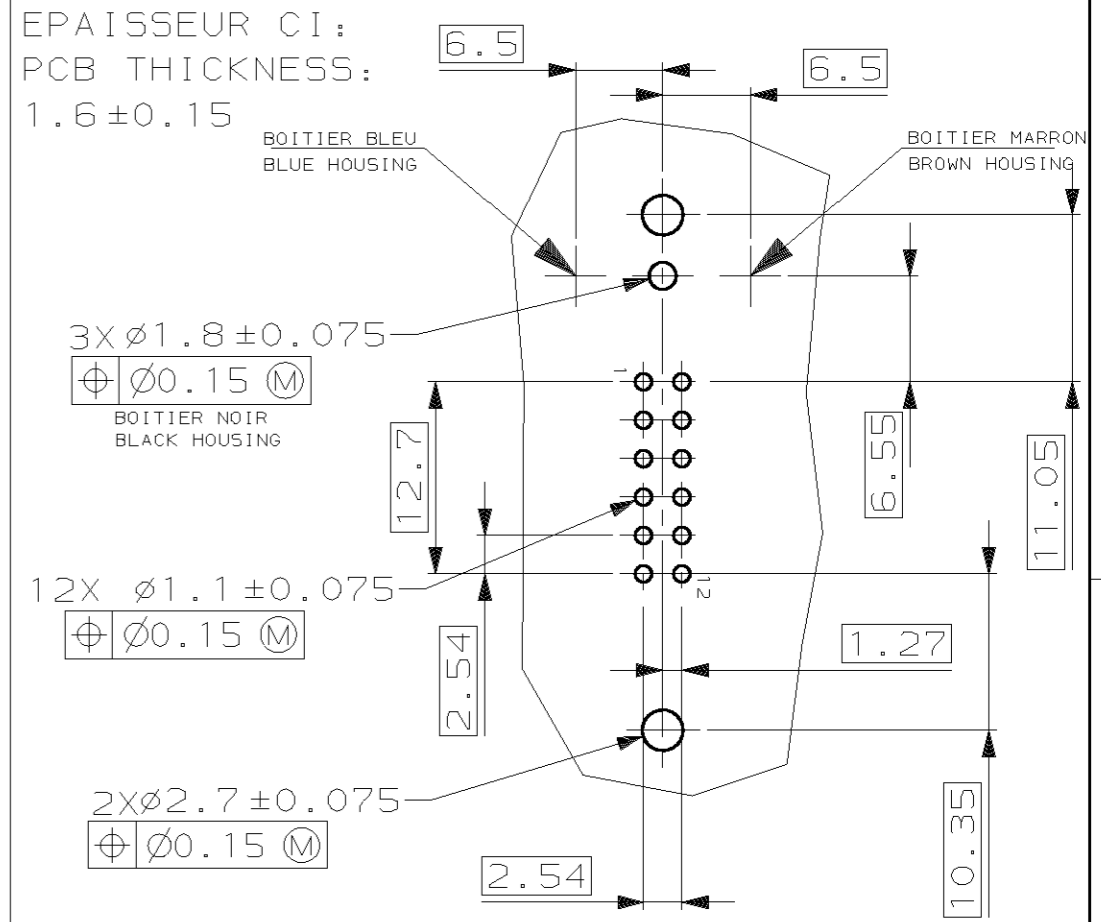 EPAISSEUR CI:
PCB THICKNESS:
1.6±0.15
6.5
6.5
BOITIER BLEU
BLUE HOUSING
BOITIER MARRON
BROWN HOUSING
3X ⌀1.8±0.075
⌖ ⌀0.15 Ⓜ
BOITIER NOIR
BLACK HOUSING
1
12.7
6.55
11.05
12X ⌀1.1±0.075
⌖ ⌀0.15 Ⓜ
12
2.54
1.27
2X⌀2.7±0.075
⌖ ⌀0.15 Ⓜ
2.54
10.35